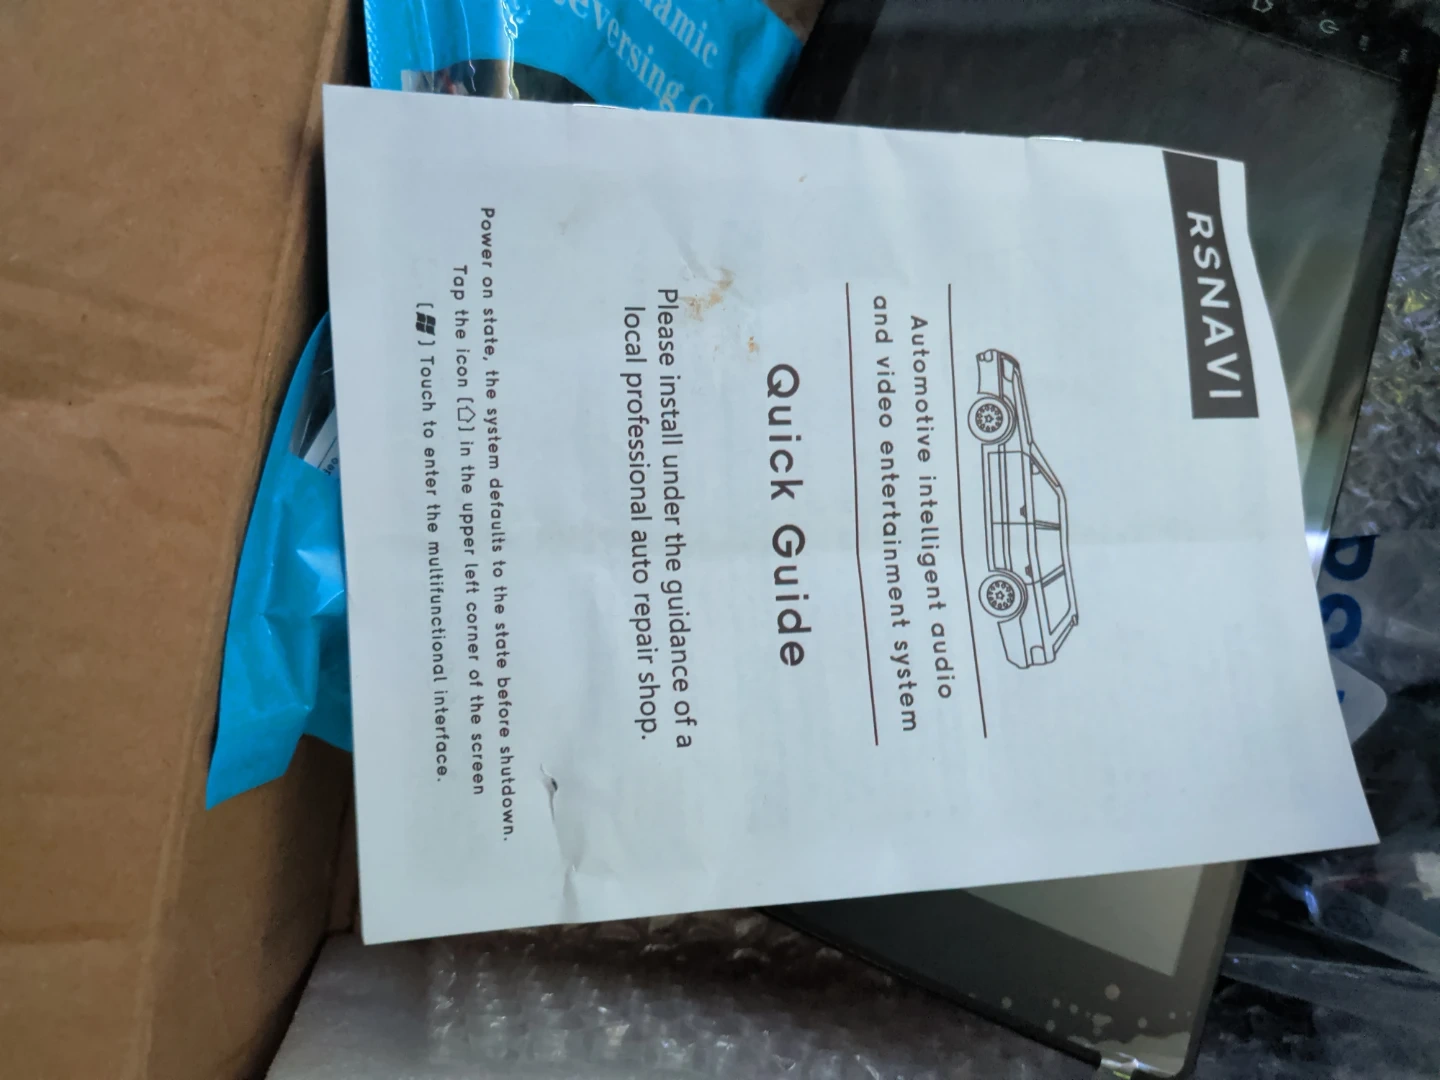 RSNAVI
Automotive intelligent audio
and video entertainment system
Quick Guide
Please install under the guidance of a
local professional auto repair shop.
Power on state, the system defaults to the state before shutdown.
Tap the icon [⌂] in the upper left corner of the screen
[ ] Touch to enter the multifunctional interface.
namic
eversing C